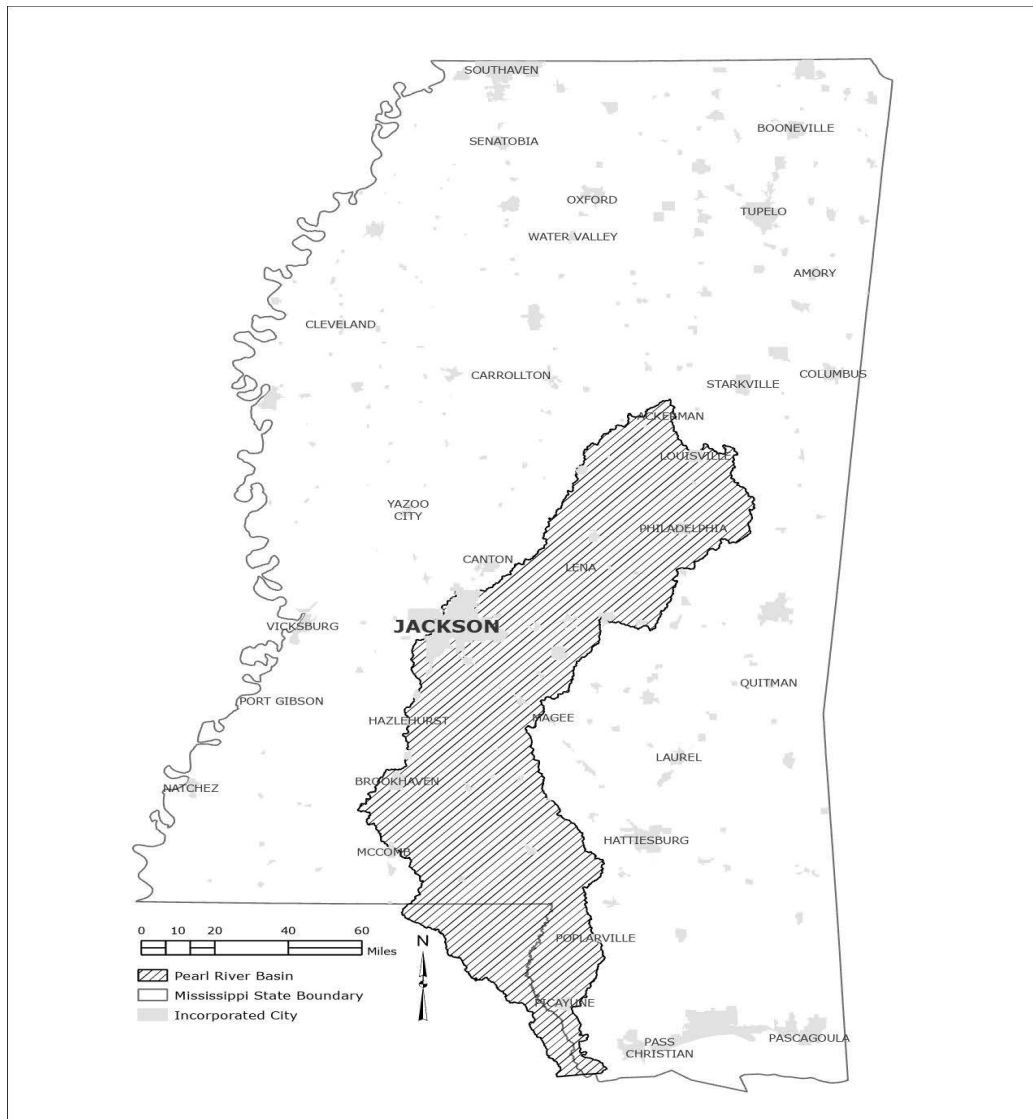 SOUTHAVEN
BOONEVILLE
SENATOBIA
OXFORD
TUPELO
WATER VALLEY
AMORY
CLEVELAND
CARROLLTON
COLUMBUS
STARKVILLE
ACKERMAN
LOUISVILLE
YAZOO
CITY
PHILADELPHIA
CANTON
LENA
VICKSBURG
JACKSON
QUITMAN
PORT GIBSON
HAZLEHURST
MAGEE
LAUREL
BROOKHAVEN
NATCHEZ
HATTIESBURG
MCCOMB
POPLARVILLE
PICAYUNE
PASS
CHRISTIAN
PASCAGOULA
0 10 20 40 60
Miles
N
Pearl River Basin
Mississippi State Boundary
Incorporated City